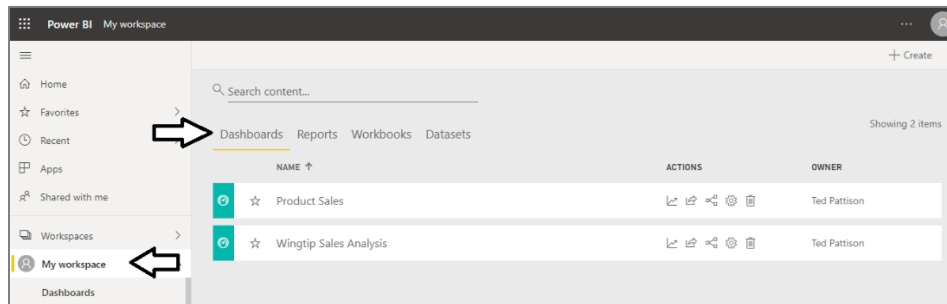 Power BI My workspace
...
+ Create
Home
Favorites
Recent
Apps
Shared with me
Workspaces
My workspace
Dashboards
Search content...
Dashboards Reports Workbooks Datasets
Showing 2 items
NAME ↑ ACTIONS OWNER
Product Sales Ted Pattison
Wingtip Sales Analysis Ted Pattison